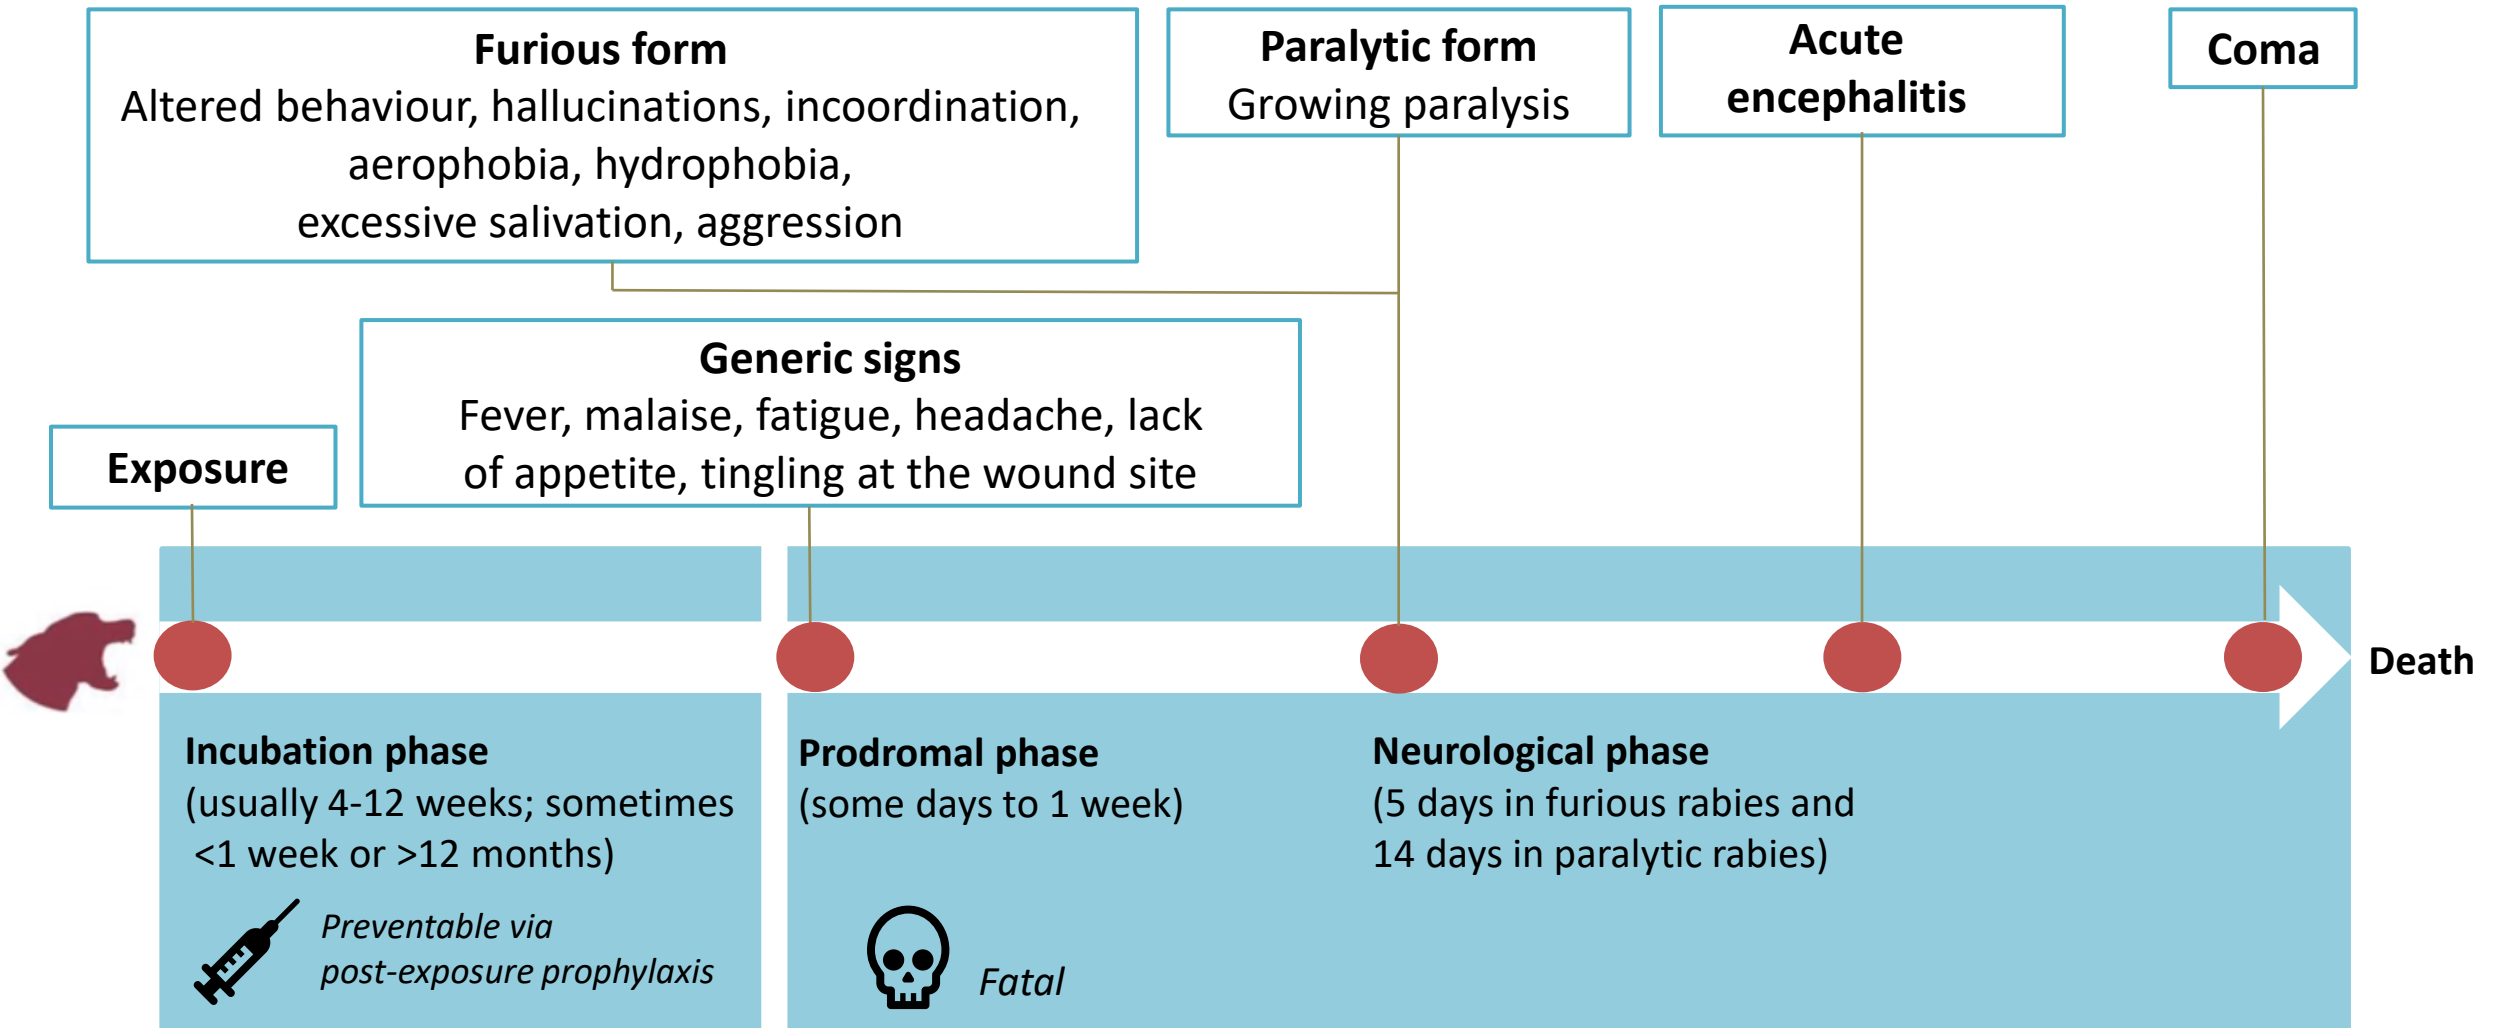 Furious form
Altered behaviour, hallucinations, incoordination,
aerophobia, hydrophobia,
excessive salivation, aggression
Paralytic form
Growing paralysis
Acute
encephalitis
Coma
Generic signs
Fever, malaise, fatigue, headache, lack
of appetite, tingling at the wound site
Exposure
Death
Incubation phase
(usually 4-12 weeks; sometimes
<1 week or >12 months)
Preventable via
post-exposure prophylaxis
Prodromal phase
(some days to 1 week)
Fatal
Neurological phase
(5 days in furious rabies and
14 days in paralytic rabies)